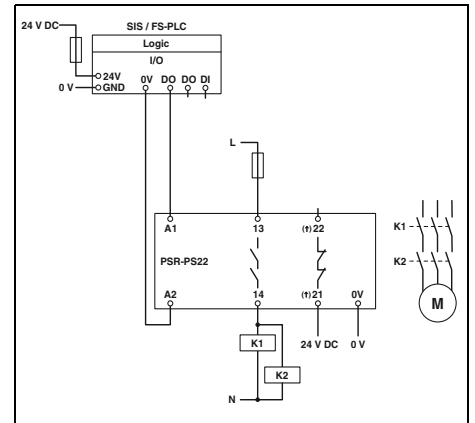 24 V DC
SIS / FS-PLC
Logic
I/O
24V
0 V
GND
0V DO DO DI
L
A1 13 (†) 22
PSR-PS22
A2 14 (†) 21 0V
K1
K2
M
K1
24 V DC 0 V
K2
N